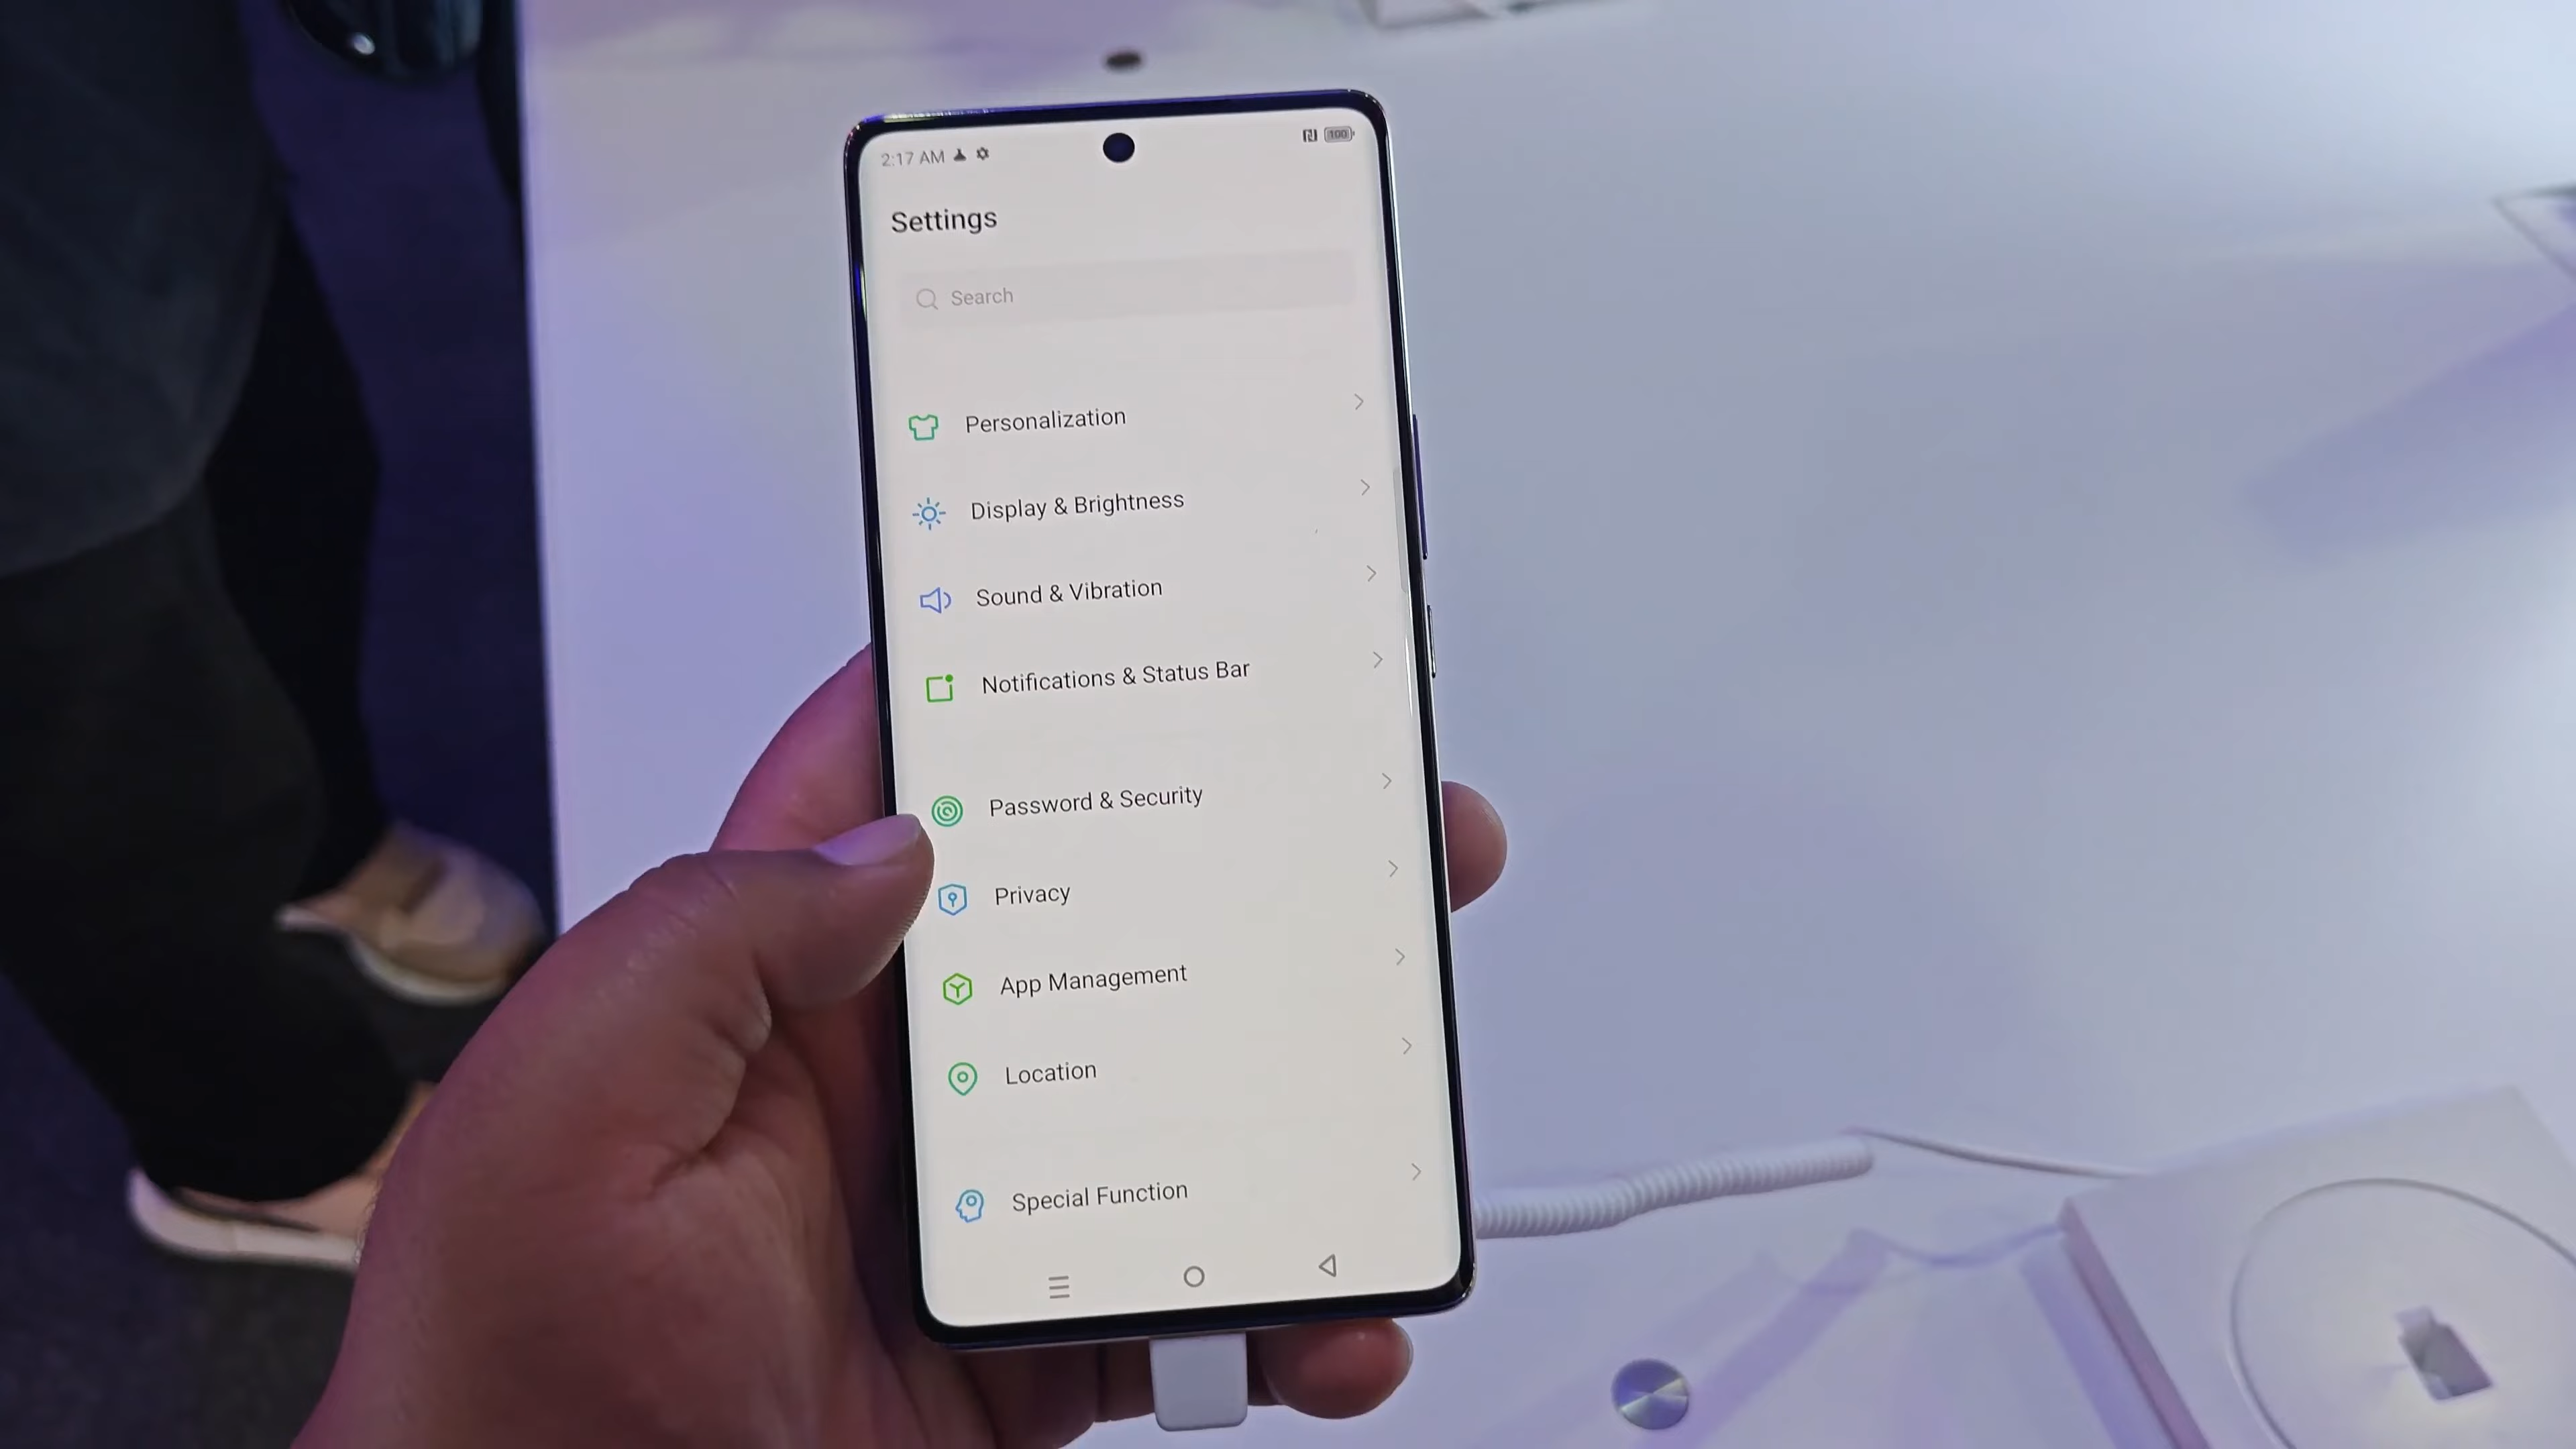 2:17 AM
100
Settings
Search
Personalization
Display & Brightness
Sound & Vibration
Notifications & Status Bar
Password & Security
Privacy
App Management
Location
Special Function